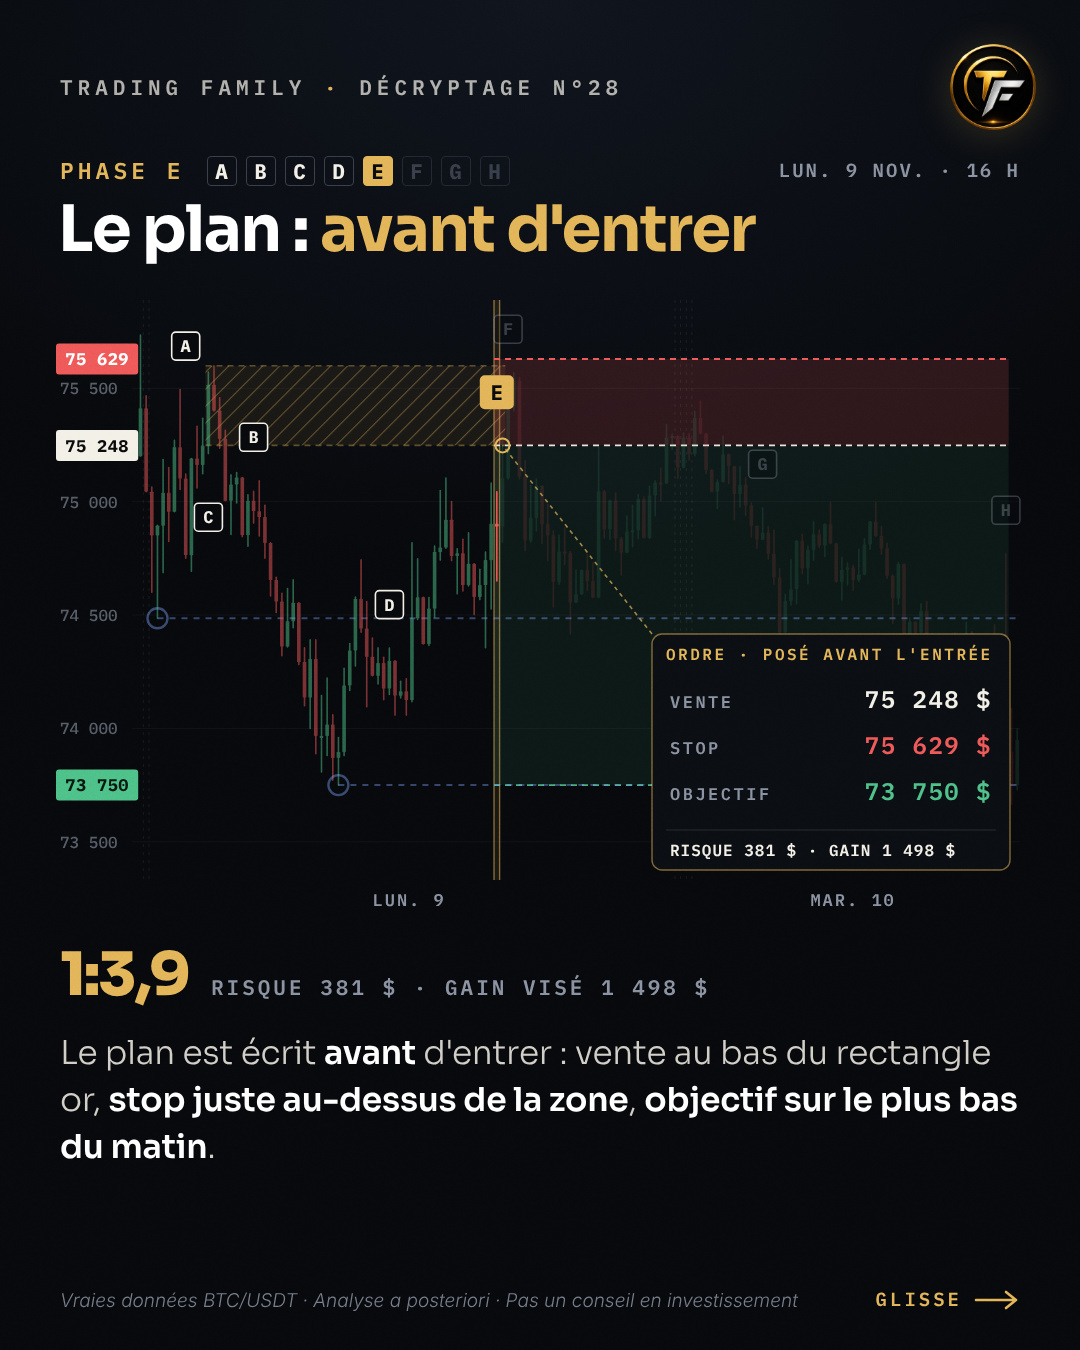 TRADING FAMILY · DÉCRYPTAGE N°28
TF
PHASE E A B C D E F G H
LUN. 9 NOV. · 16 H
Le plan : avant d'entrer
F
A
75 629
75 500
E
B
75 248
G
75 000
C
H
D
74 500
ORDRE · POSÉ AVANT L'ENTRÉE
VENTE 75 248 $
STOP 75 629 $
OBJECTIF 73 750 $
RISQUE 381 $ · GAIN 1 498 $
74 000
73 750
73 500
LUN. 9
MAR. 10
1:3,9 RISQUE 381 $ · GAIN VISÉ 1 498 $
Le plan est écrit avant d'entrer : vente au bas du rectangle
or, stop juste au-dessus de la zone, objectif sur le plus bas
du matin.
Vraies données BTC/USDT · Analyse a posteriori · Pas un conseil en investissement
GLISSE →